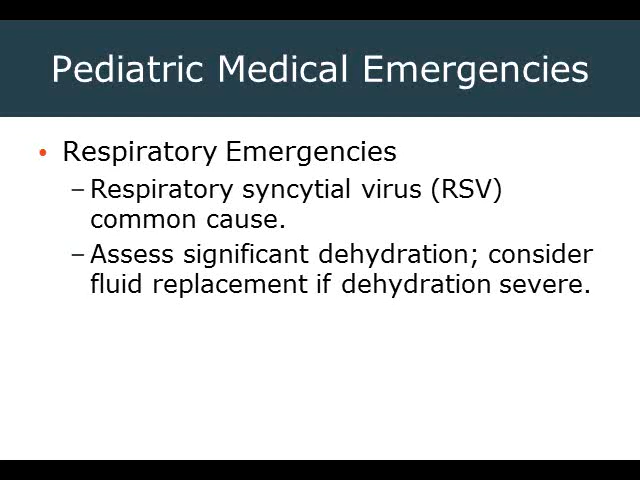 Pediatric Medical Emergencies
• Respiratory Emergencies
– Respiratory syncytial virus (RSV)
common cause.
– Assess significant dehydration; consider
fluid replacement if dehydration severe.